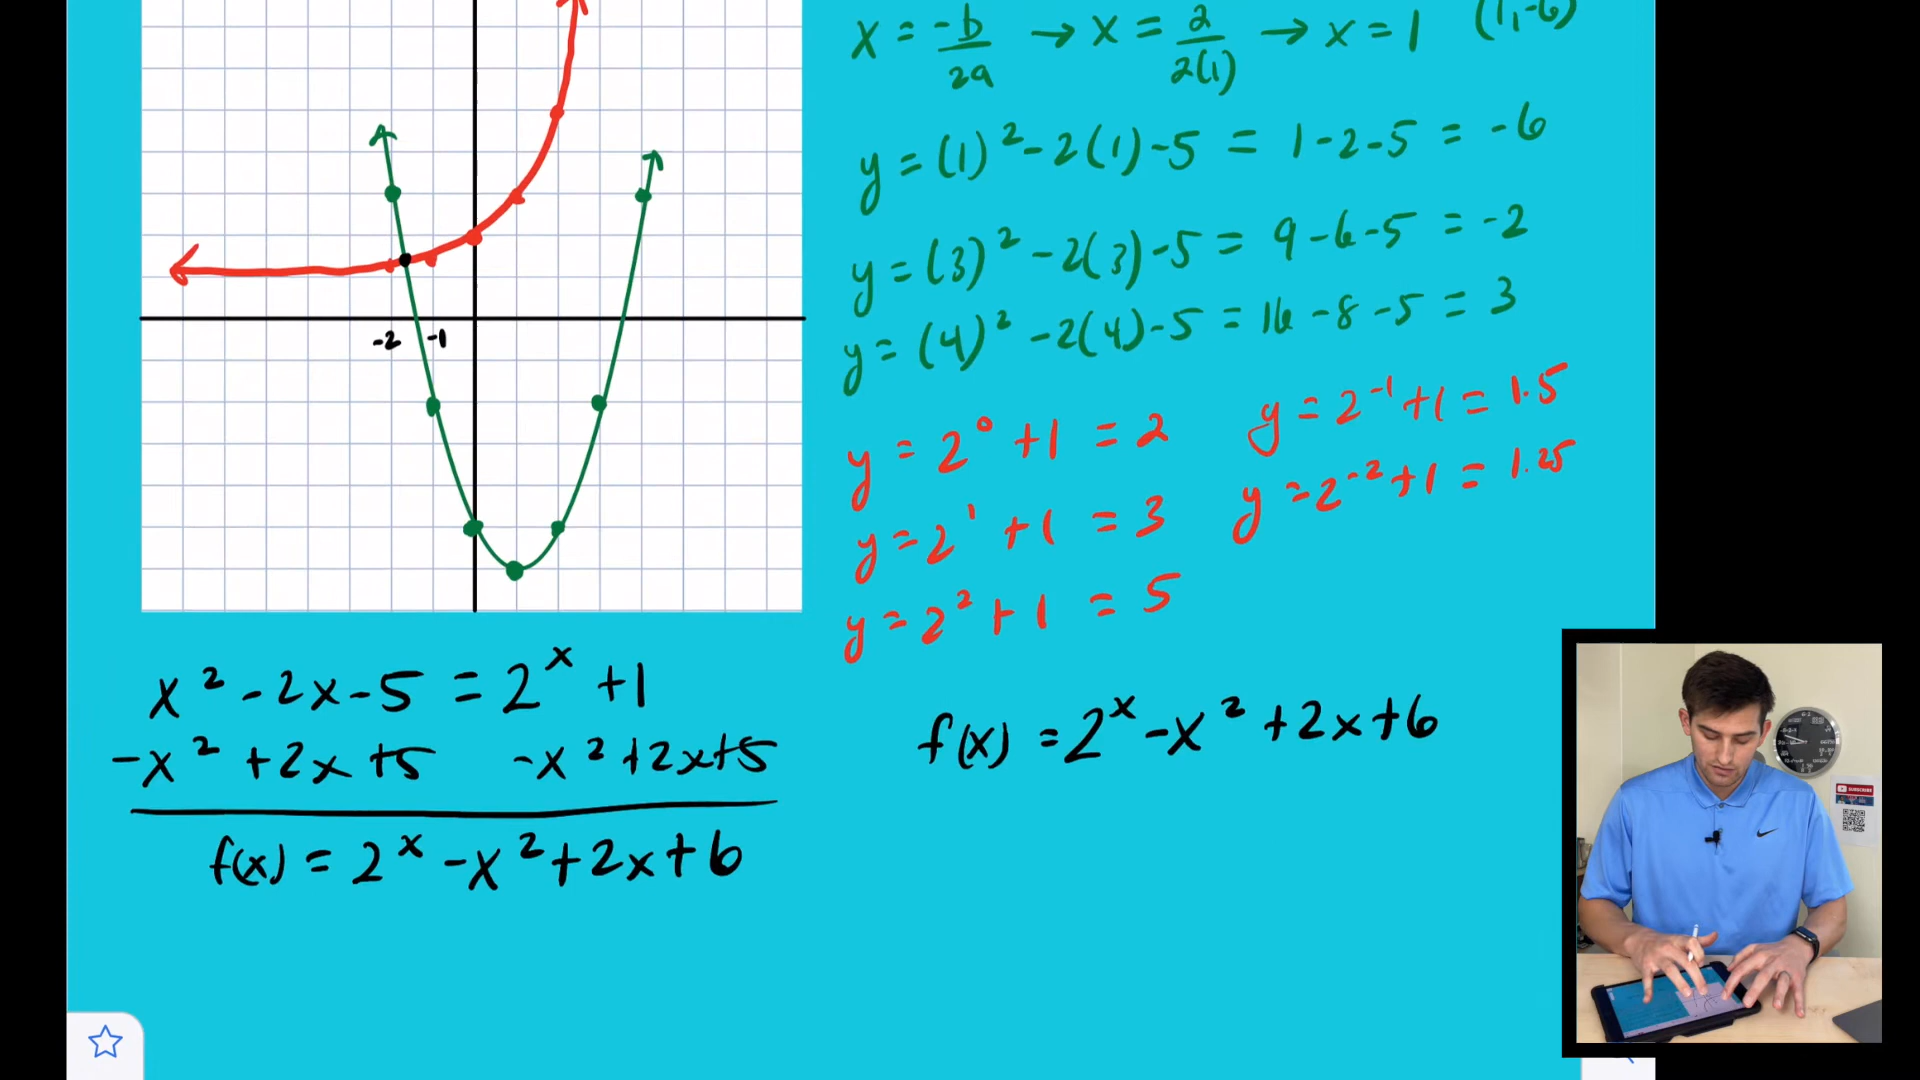 x = -b/2a → x = 2/2(1) → x = 1 (1,-6)
y = (1)² - 2(1) - 5 = 1 - 2 - 5 = -6
y = (3)² - 2(3) - 5 = 9 - 6 - 5 = -2
y = (4)² - 2(4) - 5 = 16 - 8 - 5 = 3
-2 -1
y = 2⁰ + 1 = 2 y = 2⁻¹ + 1 = 1.5
y = 2¹ + 1 = 3 y = 2⁻² + 1 = 1.25
y = 2² + 1 = 5
x² - 2x - 5 = 2ˣ + 1
-x² + 2x + 5 -x² + 2x + 5
f(x) = 2ˣ - x² + 2x + 6
f(x) = 2ˣ - x² + 2x + 6
SUBSCRIBE